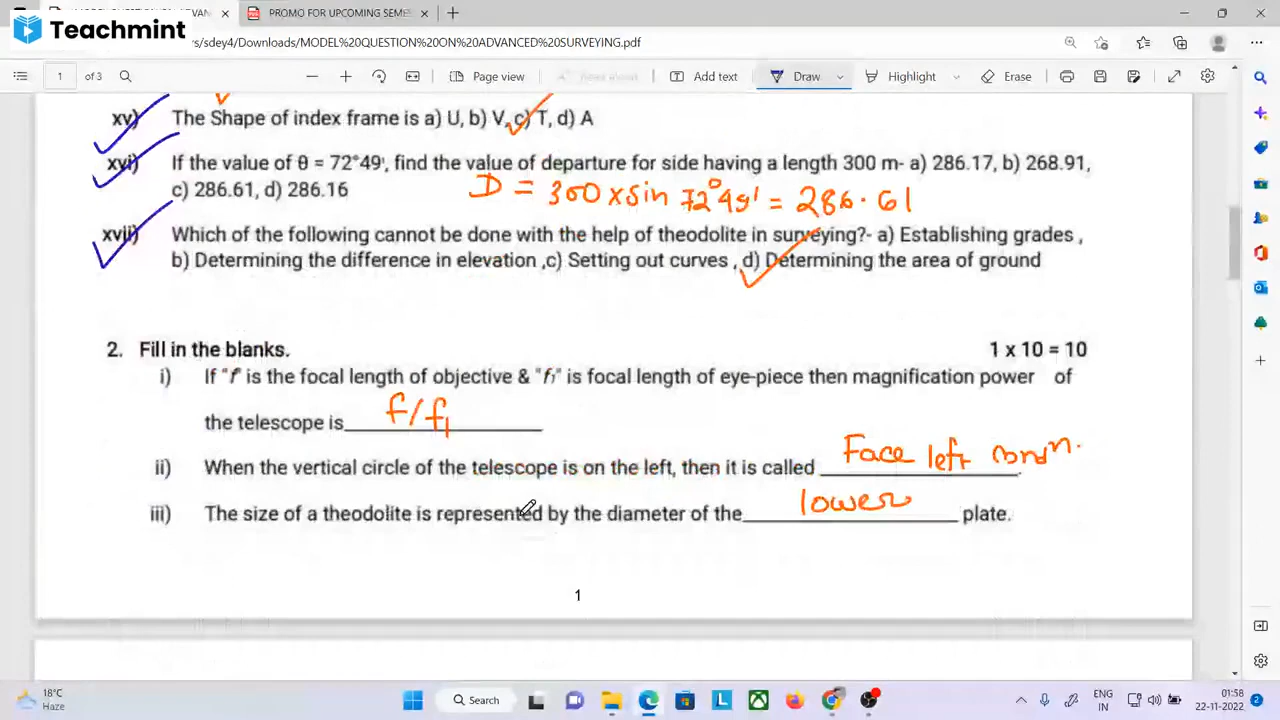 PROMO FOR UPCOMING SEMES
Teachmint
rs/sdey4/Downloads/MODEL%20QUESTION%20ON%20ADVANCED%20SURVEYING.pdf
1 of 3
Page view
Read aloud
Add text
Draw
Highlight
Erase
xv) The Shape of index frame is a) U, b) V, c) T, d) A
xvi) If the value of θ = 72°49', find the value of departure for side having a length 300 m- a) 286.17, b) 268.91,
c) 286.61, d) 286.16
D = 300 x sin 72°49' = 286.61
xvii) Which of the following cannot be done with the help of theodolite in surveying?- a) Establishing grades ,
b) Determining the difference in elevation ,c) Setting out curves , d) Determining the area of ground
2. Fill in the blanks. 1 x 10 = 10
i) If "f" is the focal length of objective & "f₁" is focal length of eye-piece then magnification power of
the telescope is f/f₁
ii) When the vertical circle of the telescope is on the left, then it is called Face left condn.
iii) The size of a theodolite is represented by the diameter of the lower plate.
1
18°C
Haze
Search
ENG
IN
01:58
22-11-2022
2